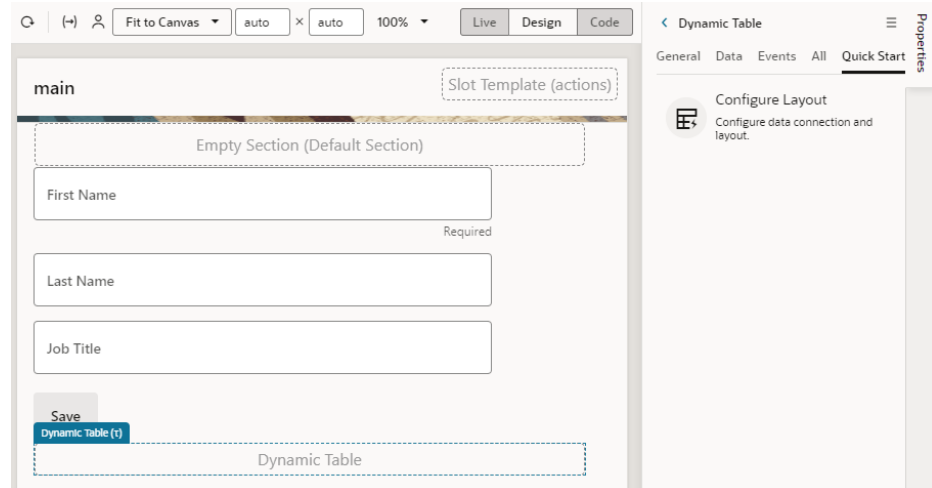 Fit to Canvas auto × auto 100% Live Design Code
main
Slot Template (actions)
Empty Section (Default Section)
First Name
Required
Last Name
Job Title
Save
Dynamic Table (1)
Dynamic Table
Dynamic Table
General Data Events All Quick Start
Configure Layout
Configure data connection and
layout.
Properties